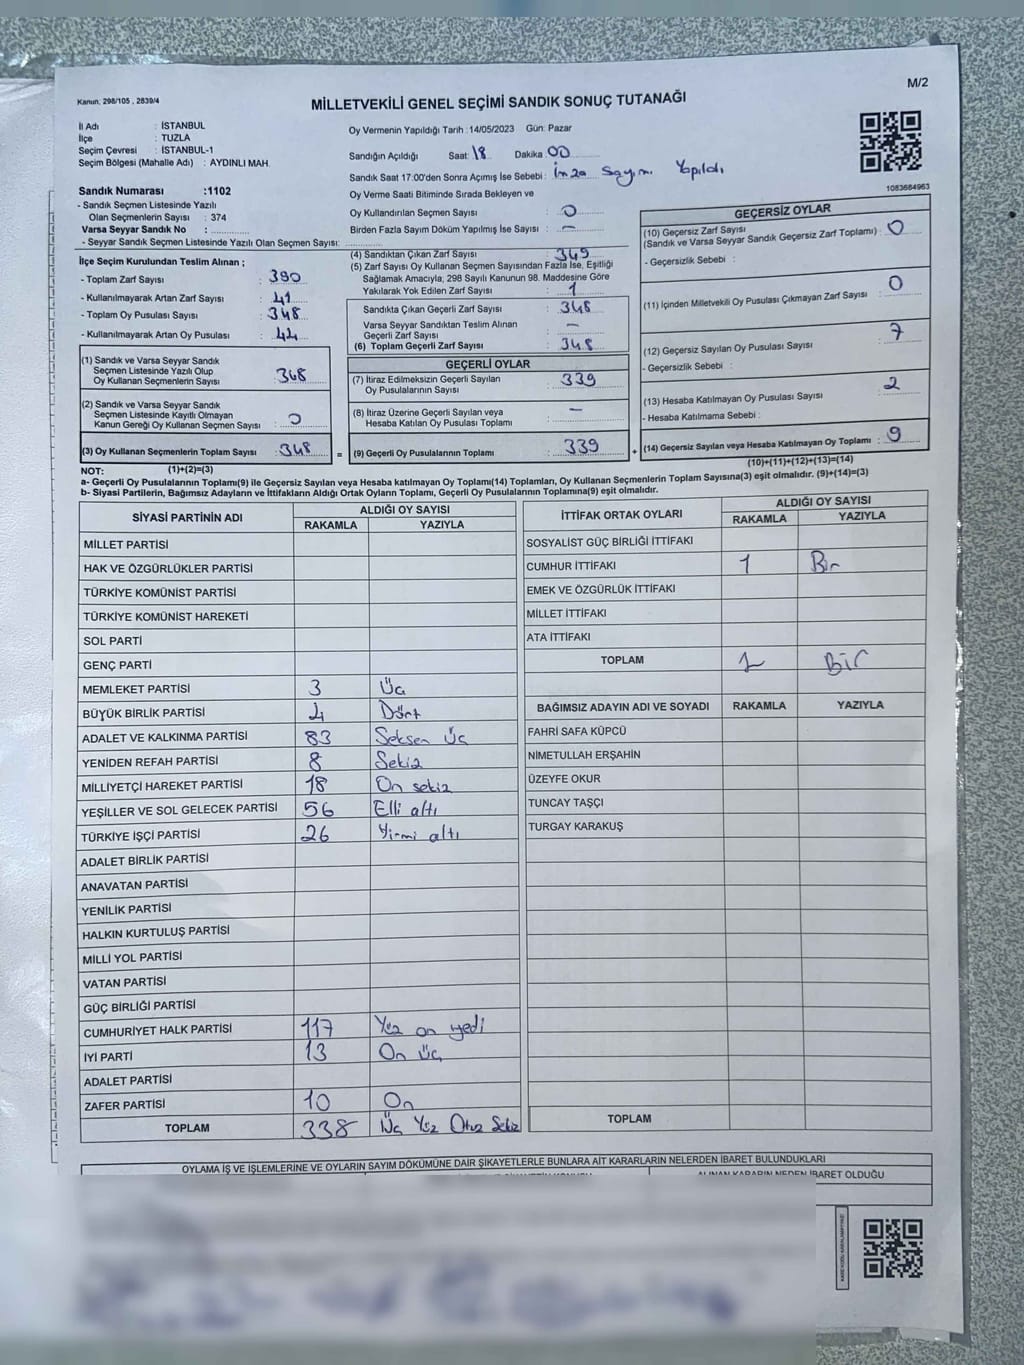 M/2
Kanun, 298/105 , 2839/4
MİLLETVEKİLİ GENEL SEÇİMİ SANDIK SONUÇ TUTANAĞI
İl Adı : İSTANBUL
İlçe : TUZLA
Seçim Çevresi : İSTANBUL-1
Seçim Bölgesi (Mahalle Adı) : AYDINLI MAH.
Sandık Numarası :1102
- Sandık Seçmen Listesinde Yazılı
Olan Seçmenlerin Sayısı : 374
Varsa Seyyar Sandık No :
- Seyyar Sandık Seçmen Listesinde Yazılı Olan Seçmen Sayısı:
Oy Vermenin Yapıldığı Tarih :14/05/2023 Gün: Pazar
Sandığın Açıldığı Saat: 18 Dakika 00
Sandık Saat 17:00'den Sonra Açımış İse Sebebi : İmza Sayımı Yapıldı
Oy Verme Saati Bitiminde Sırada Bekleyen ve
Oy Kullandırılan Seçmen Sayısı : 0
Birden Fazla Sayım Döküm Yapılmış İse Sayısı : -
1083684963
İlçe Seçim Kurulundan Teslim Alınan ;
- Toplam Zarf Sayısı : 390
- Kullanılmayarak Artan Zarf Sayısı : 41
- Toplam Oy Pusulası Sayısı : 348
- Kullanılmayarak Artan Oy Pusulası : 44
(1) Sandık ve Varsa Seyyar Sandık
Seçmen Listesinde Yazılı Olup
Oy Kullanan Seçmenlerin Sayısı : 348
(2) Sandık ve Varsa Seyyar Sandık
Seçmen Listesinde Kayıtlı Olmayan
Kanun Gereği Oy Kullanan Seçmen Sayısı : 0
(3) Oy Kullanan Seçmenlerin Toplam Sayısı : 348
(4) Sandıktan Çıkan Zarf Sayısı : 349
(5) Zarf Sayısı Oy Kullanan Seçmen Sayısından Fazla İse, Eşitliği
Sağlamak Amacıyla; 298 Sayılı Kanunun 98. Maddesine Göre
Yakılarak Yok Edilen Zarf Sayısı : 1
Sandıkta Çıkan Geçerli Zarf Sayısı : 348
Varsa Seyyar Sandıktan Teslim Alınan
Geçerli Zarf Sayısı : -
(6) Toplam Geçerli Zarf Sayısı : 348
GEÇERLİ OYLAR
(7) İtiraz Edilmeksizin Geçerli Sayılan
Oy Pusulalarının Sayısı : 339
(8) İtiraz Üzerine Geçerli Sayılan veya
Hesaba Katılan Oy Pusulası Toplamı : -
= (9) Geçerli Oy Pusulalarının Toplamı : 339
GEÇERSİZ OYLAR
(10) Geçersiz Zarf Sayısı
(Sandık ve Varsa Seyyar Sandık Geçersiz Zarf Toplamı) : 0
- Geçersizlik Sebebi :
(11) İçinden Milletvekili Oy Pusulası Çıkmayan Zarf Sayısı : 0
(12) Geçersiz Sayılan Oy Pusulası Sayısı : 7
- Geçersizlik Sebebi :
(13) Hesaba Katılmayan Oy Pusulası Sayısı : 2
- Hesaba Katılmama Sebebi :
+ (14) Geçersiz Sayılan veya Hesaba Katılmayan Oy Toplamı : 9
NOT: (1)+(2)=(3)
(10)+(11)+(12)+(13)=(14)
a- Geçerli Oy Pusulalarının Toplamı(9) ile Geçersiz Sayılan veya Hesaba katılmayan Oy Toplamı(14) Toplamları, Oy Kullanan Seçmenlerin Toplam Sayısına(3) eşit olmalıdır. (9)+(14)=(3)
b- Siyasi Partilerin, Bağımsız Adayların ve İttifakların Aldığı Ortak Oyların Toplamı, Geçerli Oy Pusulalarının Toplamına(9) eşit olmalıdır.
SİYASİ PARTİNİN ADI ALDIĞI OY SAYISI
RAKAMLA YAZIYLA
MİLLET PARTİSİ
HAK VE ÖZGÜRLÜKLER PARTİSİ
TÜRKİYE KOMÜNİST PARTİSİ
TÜRKİYE KOMÜNİST HAREKETİ
SOL PARTİ
GENÇ PARTİ
MEMLEKET PARTİSİ 3 Üç
BÜYÜK BİRLİK PARTİSİ 4 Dört
ADALET VE KALKINMA PARTİSİ 83 Seksen Üç
YENİDEN REFAH PARTİSİ 8 Sekiz
MİLLİYETÇİ HAREKET PARTİSİ 18 On sekiz
YEŞİLLER VE SOL GELECEK PARTİSİ 56 Elli altı
TÜRKİYE İŞÇİ PARTİSİ 26 Yirmi altı
ADALET BİRLİK PARTİSİ
ANAVATAN PARTİSİ
YENİLİK PARTİSİ
HALKIN KURTULUŞ PARTİSİ
MİLLİ YOL PARTİSİ
VATAN PARTİSİ
GÜÇ BİRLİĞİ PARTİSİ
CUMHURİYET HALK PARTİSİ 117 Yüz on yedi
İYİ PARTİ 13 On Üç
ADALET PARTİSİ
ZAFER PARTİSİ 10 On
TOPLAM 338 Üç Yüz Otuz Sekiz
İTTİFAK ORTAK OYLARI ALDIĞI OY SAYISI
RAKAMLA YAZIYLA
SOSYALİST GÜÇ BİRLİĞİ İTTİFAKI
CUMHUR İTTİFAKI 1 Bir
EMEK VE ÖZGÜRLÜK İTTİFAKI
MİLLET İTTİFAKI
ATA İTTİFAKI
TOPLAM 1 Bir
BAĞIMSIZ ADAYIN ADI VE SOYADI RAKAMLA YAZIYLA
FAHRİ SAFA KÜPCÜ
NİMETULLAH ERŞAHİN
ÜZEYFE OKUR
TUNCAY TAŞÇI
TURGAY KARAKUŞ
TOPLAM
OYLAMA İŞ VE İŞLEMLERİNE VE OYLARIN SAYIM DÖKÜMÜNE DAİR ŞİKAYETLERLE BUNLARA AİT KARARLARIN NELERDEN İBARET BULUNDUKLARI
ALINAN KARARIN NEDEN İBARET OLDUĞU